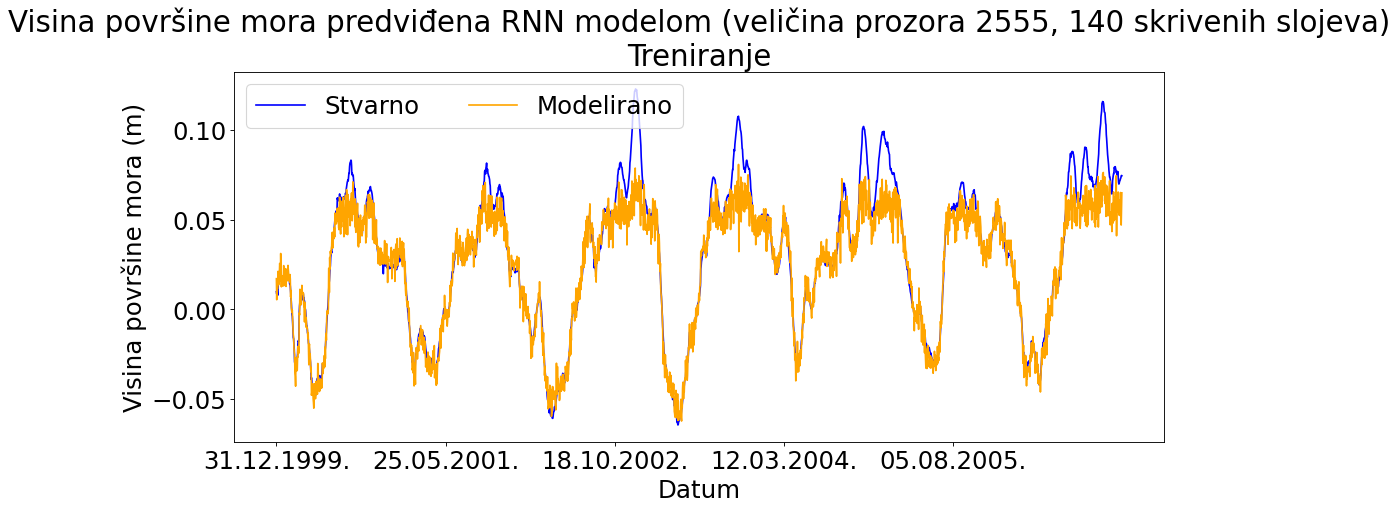 Visina površine mora predviđena RNN modelom (veličina prozora 2555, 140 skrivenih slojeva)
Treniranje
Stvarno Modelirano
Visina površine mora (m)
0.10
0.05
0.00
−0.05
31.12.1999. 25.05.2001. 18.10.2002. 12.03.2004. 05.08.2005.
Datum